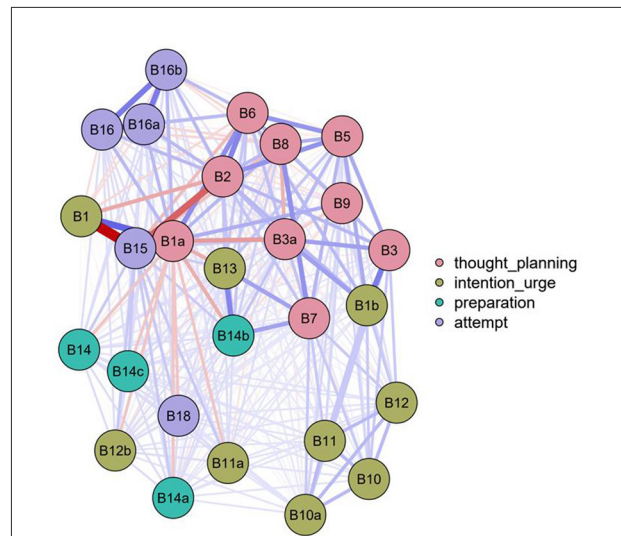 B16b
B16
B16a
B6
B8
B5
B2
B9
B1
B15
B1a
B3a
B3
B13
B1b
B7
B14b
B14
B14c
B12
B18
B12b
B11
B11a
B10
B14a
B10a
thought_planning
intention_urge
preparation
attempt